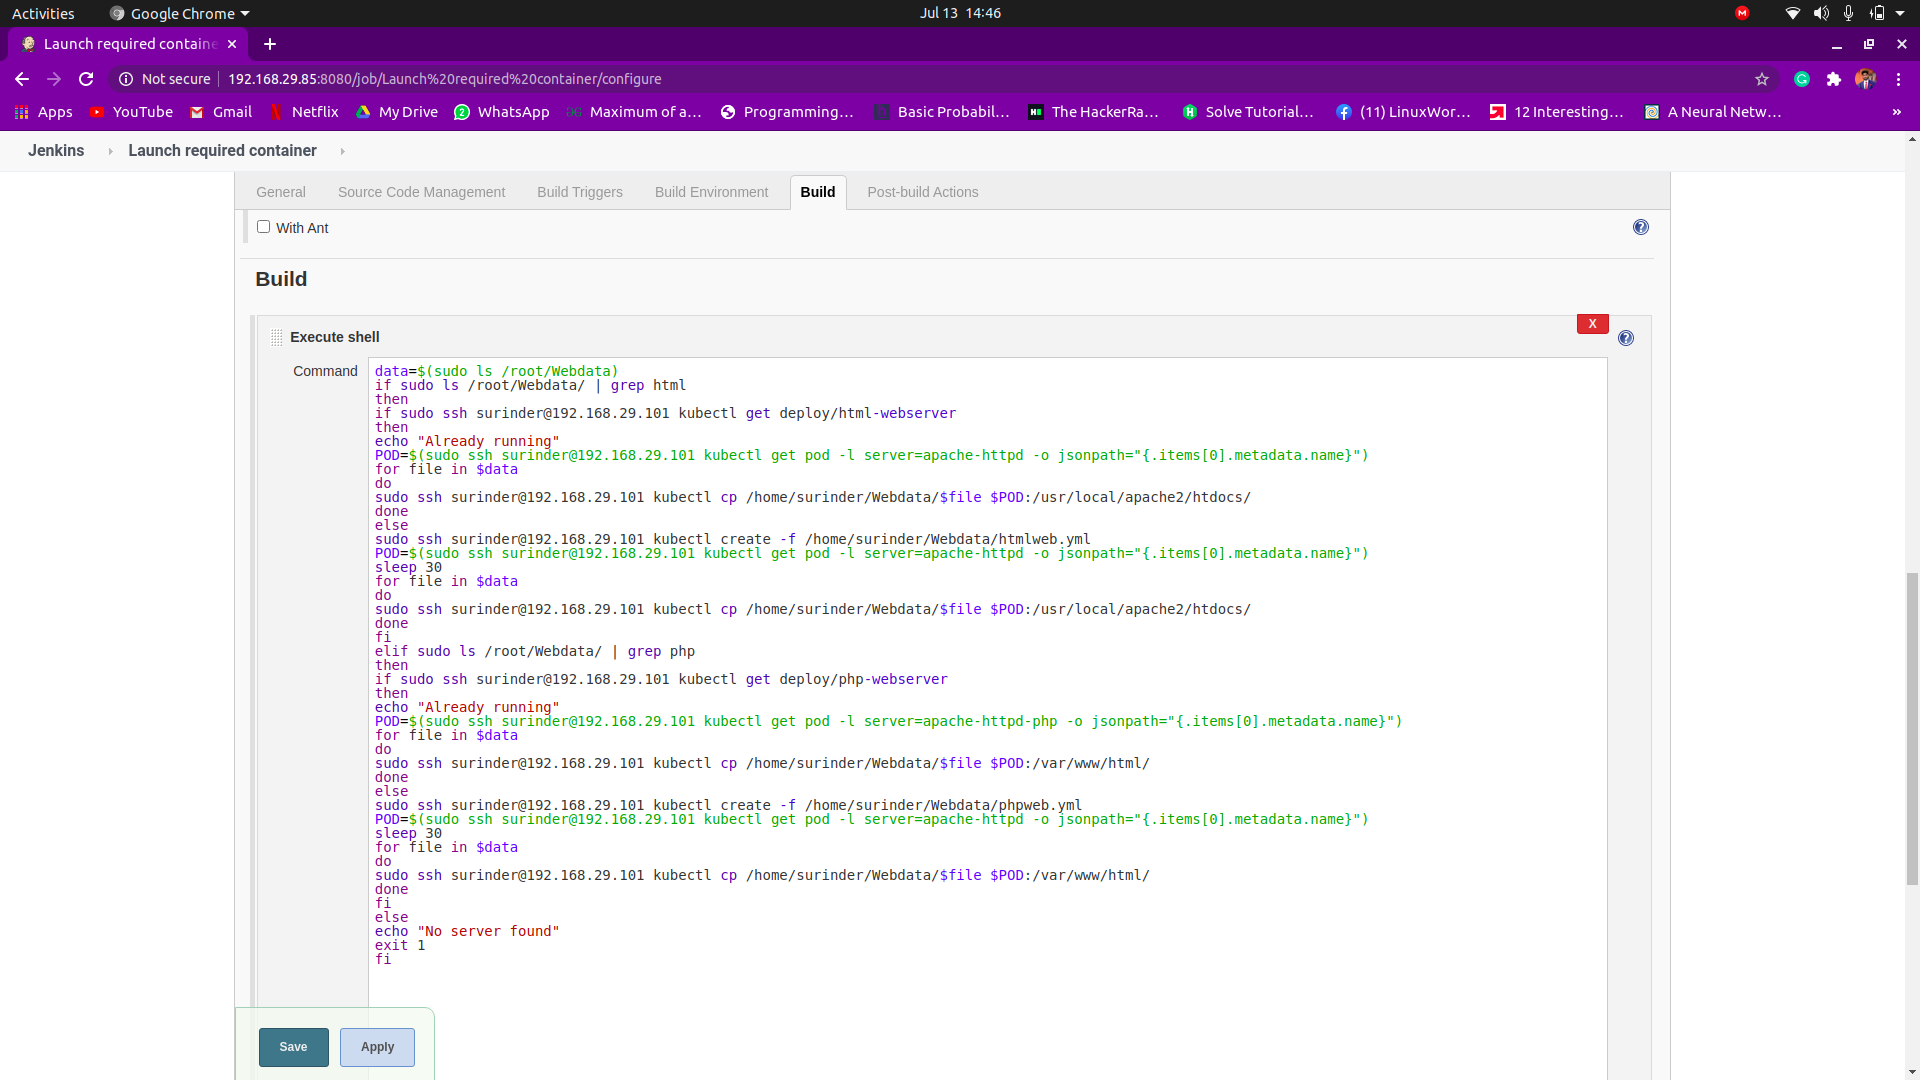 Activities
Google Chrome
Jul 13 14:46
Launch required containe
Not secure
192.168.29.85:8080/job/Launch%20required%20container/configure
Apps
YouTube
Gmail
Netflix
My Drive
WhatsApp
Maximum of a...
Programming...
Basic Probabil...
The HackerRa...
Solve Tutorial...
(11) LinuxWor...
12 Interesting...
A Neural Netw...
»
Jenkins
Launch required container
General
Source Code Management
Build Triggers
Build Environment
Build
Post-build Actions
With Ant
Build
X
Execute shell
Command
data=$(sudo ls /root/Webdata)
if sudo ls /root/Webdata/ | grep html
then
if sudo ssh surinder@192.168.29.101 kubectl get deploy/html-webserver
then
echo "Already running"
POD=$(sudo ssh surinder@192.168.29.101 kubectl get pod -l server=apache-httpd -o jsonpath="{.items[0].metadata.name}")
for file in $data
do
sudo ssh surinder@192.168.29.101 kubectl cp /home/surinder/Webdata/$file $POD:/usr/local/apache2/htdocs/
done
else
sudo ssh surinder@192.168.29.101 kubectl create -f /home/surinder/Webdata/htmlweb.yml
POD=$(sudo ssh surinder@192.168.29.101 kubectl get pod -l server=apache-httpd -o jsonpath="{.items[0].metadata.name}")
sleep 30
for file in $data
do
sudo ssh surinder@192.168.29.101 kubectl cp /home/surinder/Webdata/$file $POD:/usr/local/apache2/htdocs/
done
fi
elif sudo ls /root/Webdata/ | grep php
then
if sudo ssh surinder@192.168.29.101 kubectl get deploy/php-webserver
then
echo "Already running"
POD=$(sudo ssh surinder@192.168.29.101 kubectl get pod -l server=apache-httpd-php -o jsonpath="{.items[0].metadata.name}")
for file in $data
do
sudo ssh surinder@192.168.29.101 kubectl cp /home/surinder/Webdata/$file $POD:/var/www/html/
done
else
sudo ssh surinder@192.168.29.101 kubectl create -f /home/surinder/Webdata/phpweb.yml
POD=$(sudo ssh surinder@192.168.29.101 kubectl get pod -l server=apache-httpd -o jsonpath="{.items[0].metadata.name}")
sleep 30
for file in $data
do
sudo ssh surinder@192.168.29.101 kubectl cp /home/surinder/Webdata/$file $POD:/var/www/html/
done
fi
else
echo "No server found"
exit 1
fi
Save
Apply